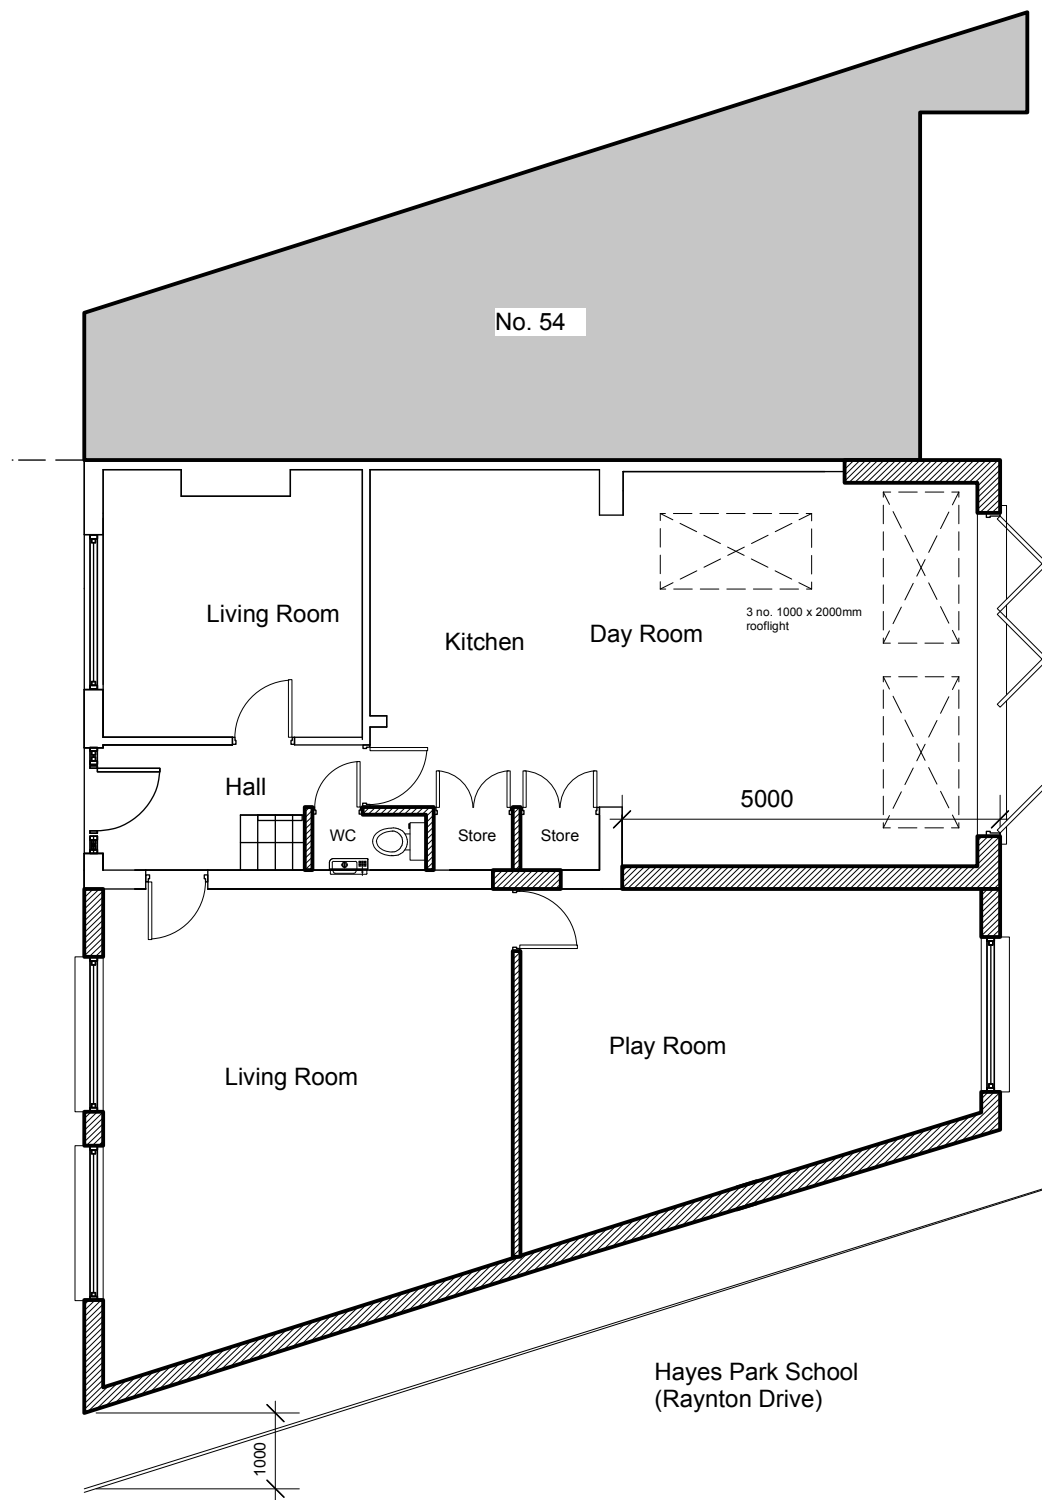 No. 54
Living Room
Kitchen
Day Room
3 no. 1000 x 2000mm
rooflight
Hall
5000
WC
Store
Store
Living Room
Play Room
Hayes Park School
(Raynton Drive)
1000